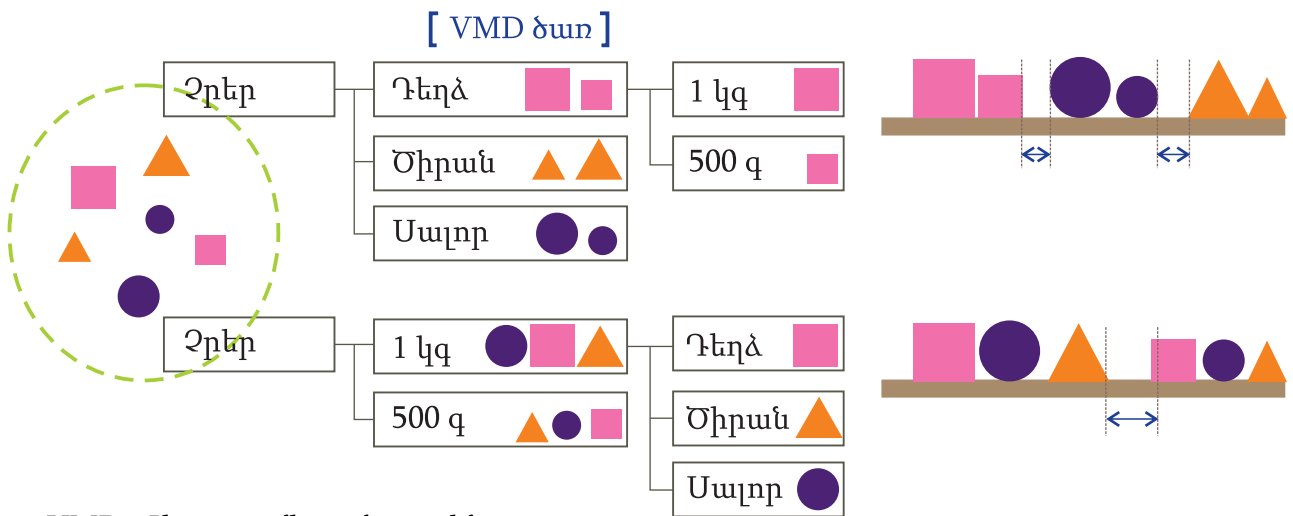 [ VMD ծառ ]
Չրեր
Դեղձ
1 կգ
Ծիրան
500 գ
Սալոր
Չրեր
1 կգ
Դեղձ
500 գ
Ծիրան
Սալոր